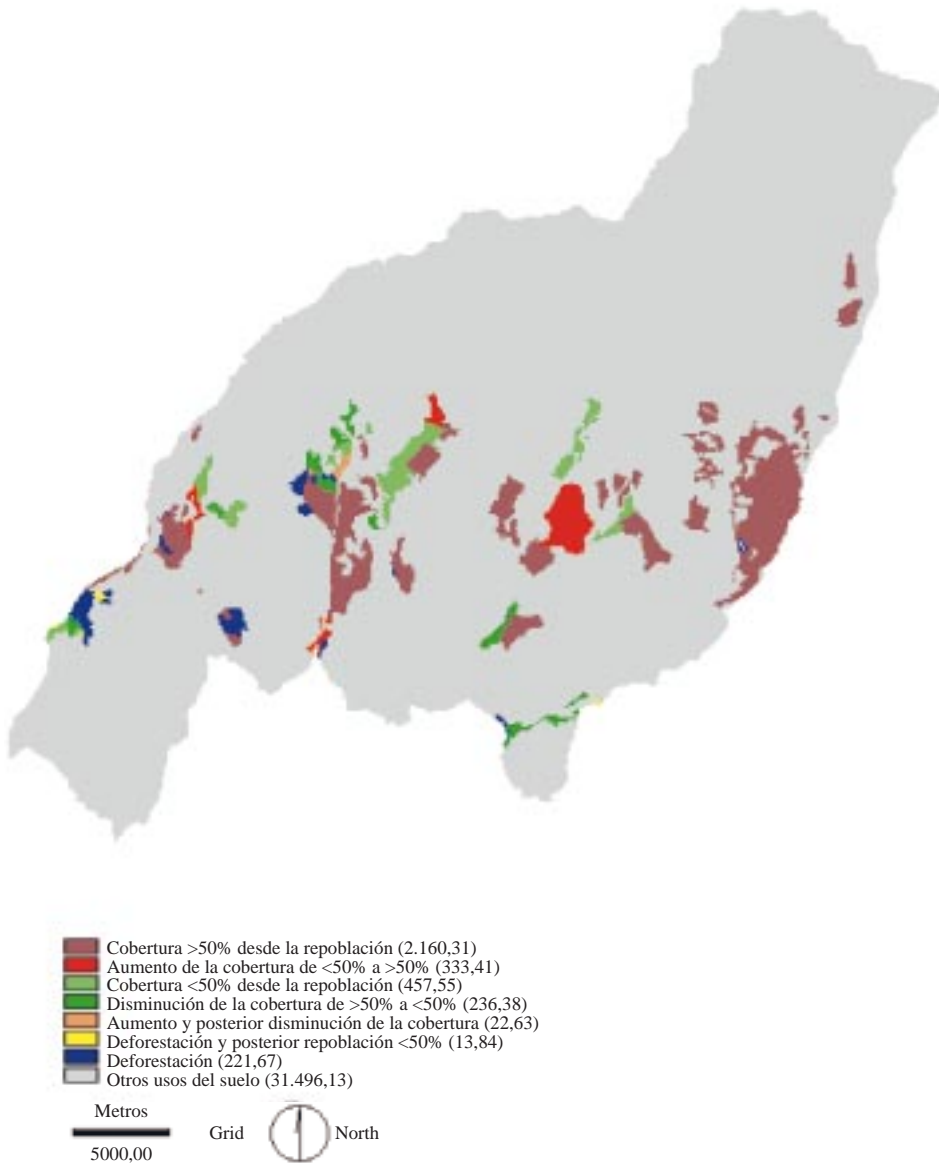 Cobertura >50% desde la repoblación (2.160,31)
Aumento de la cobertura de <50% a >50% (333,41)
Cobertura <50% desde la repoblación (457,55)
Disminución de la cobertura de >50% a <50% (236,38)
Aumento y posterior disminución de la cobertura (22,63)
Deforestación y posterior repoblación <50% (13,84)
Deforestación (221,67)
Otros usos del suelo (31.496,13)
Metros
Grid North
5000,00